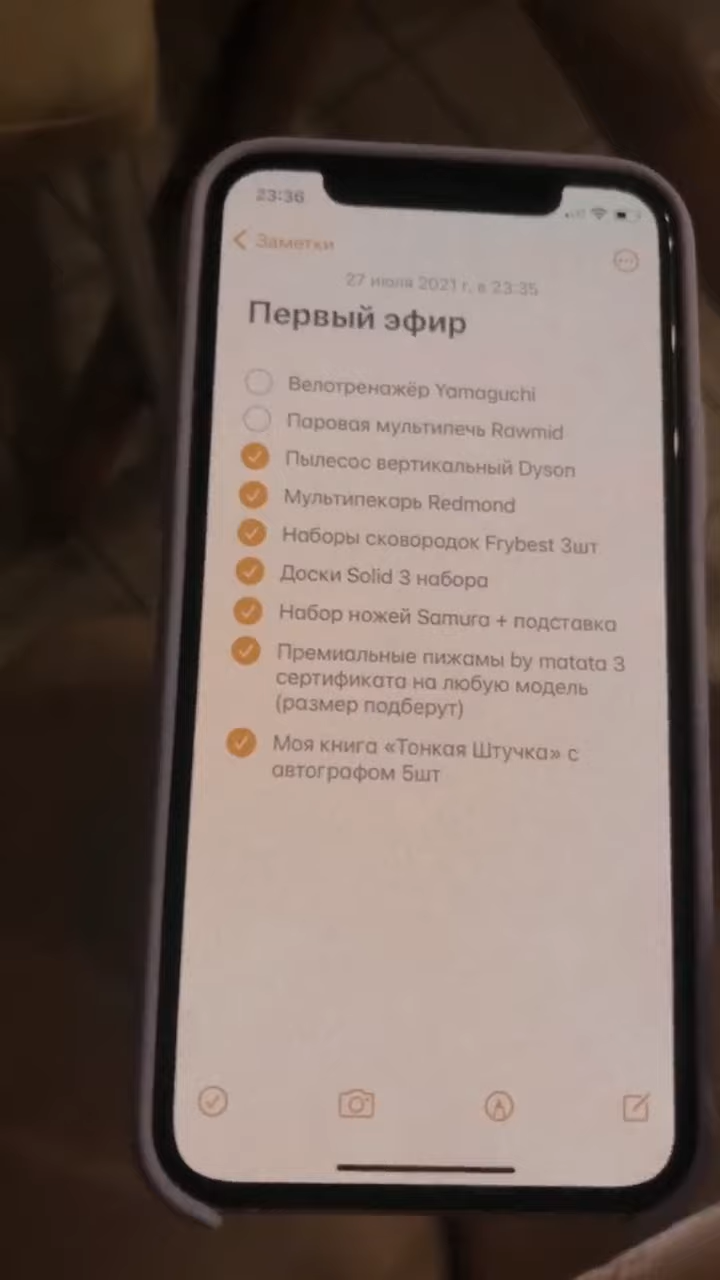 23:36
Заметки
27 июля 2021 г. в 23:35
Первый эфир
Велотренажёр Yamaguchi
Паровая мультипечь Rawmid
Пылесос вертикальный Dyson
Мультипекарь Redmond
Наборы сковородок Frybest 3шт
Доски Solid 3 набора
Набор ножей Samura + подставка
Премиальные пижамы by matata 3
сертификата на любую модель
(размер подберут)
Моя книга «Тонкая Штучка» с
автографом 5шт